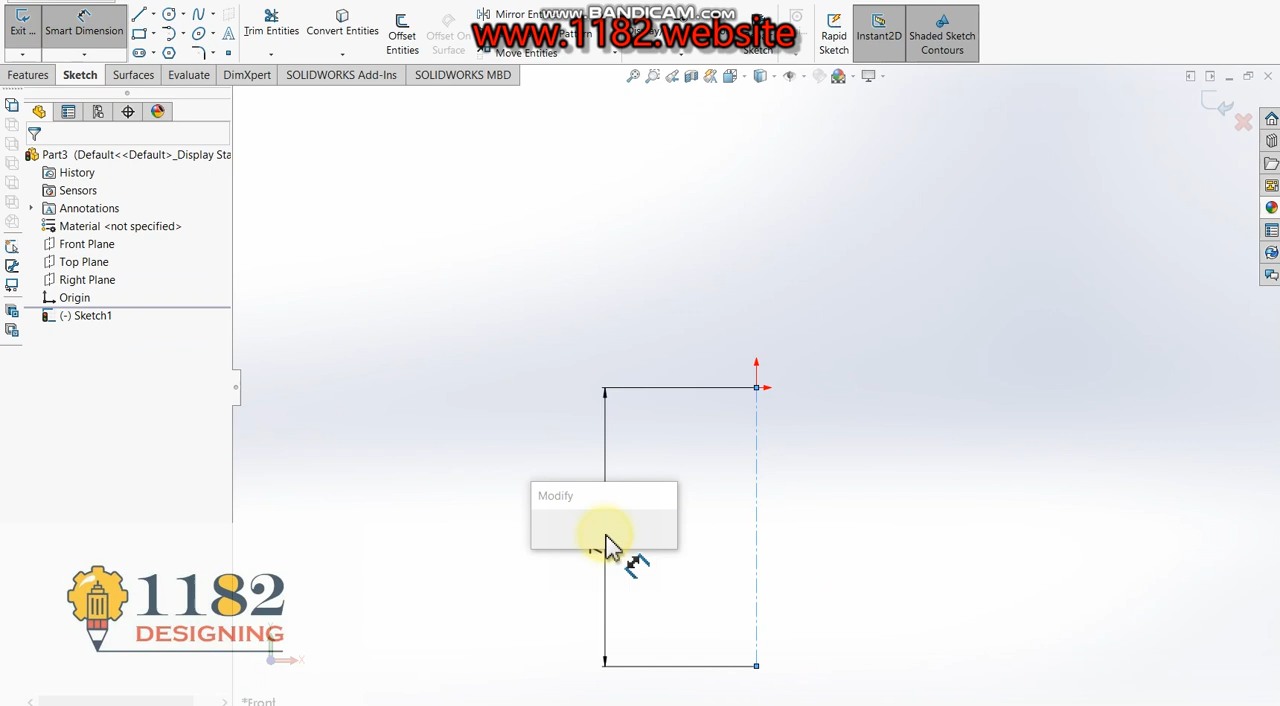 www.BANDICAM.com
www.1182.website
Exit ...
Smart Dimension
Trim Entities
Convert Entities
Offset
Entities
Offset On
Surface
Mirror Enti
Pattern
Move Entities
Sketch
Rapid
Sketch
Instant2D
Shaded Sketch
Contours
Features
Sketch
Surfaces
Evaluate
DimXpert
SOLIDWORKS Add-Ins
SOLIDWORKS MBD
Part3 (Default<<Default>_Display Sta
History
Sensors
Annotations
Material <not specified>
Front Plane
Top Plane
Right Plane
Origin
(-) Sketch1
Modify
1182
DESIGNING
X
*Front